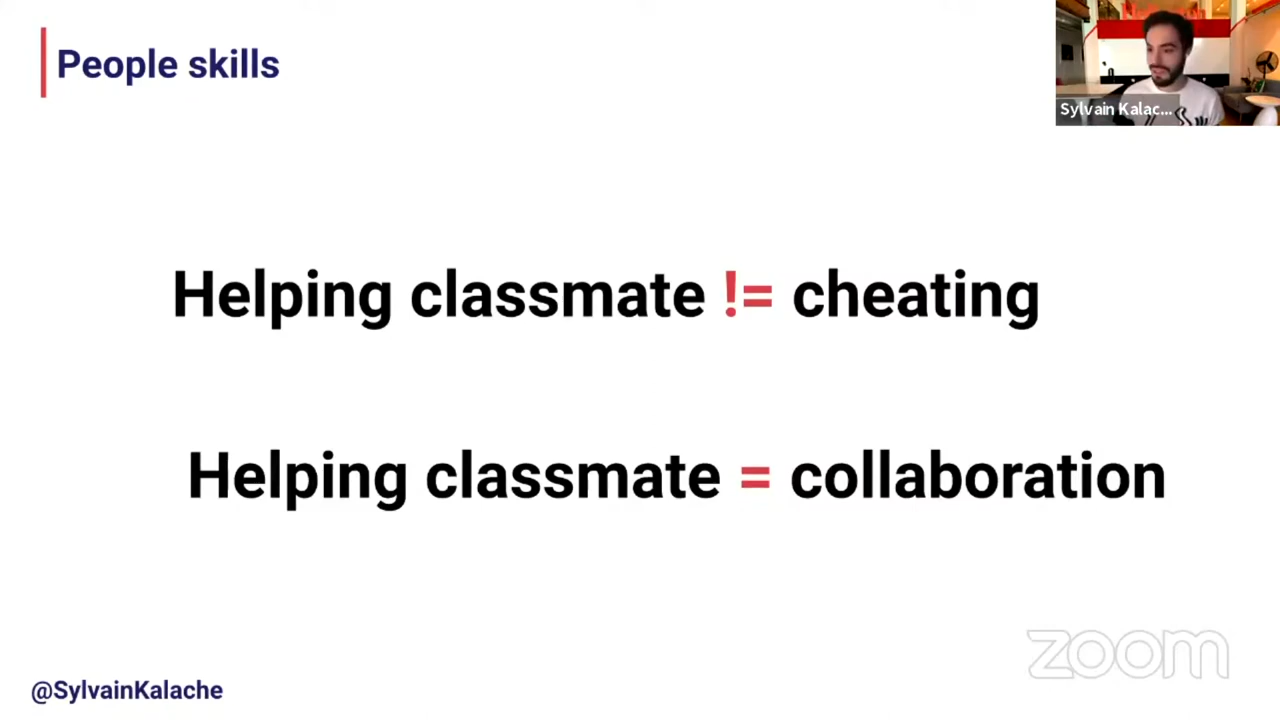 People skills
Sylvain Kalac...
Helping classmate != cheating
Helping classmate = collaboration
zoom
@SylvainKalache